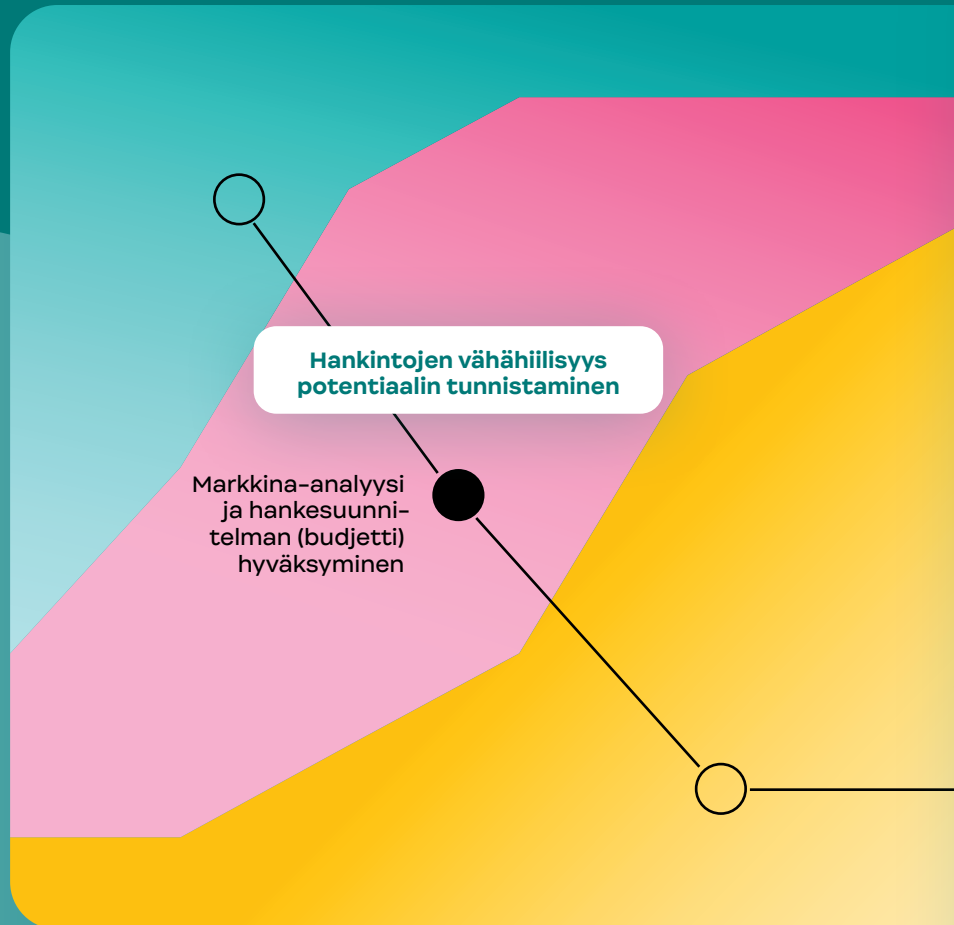 Hankintojen vähähiilisyys
potentiaalin tunnistaminen
Markkina-analyysi
ja hankesuunni-
telman (budjetti)
hyväksyminen